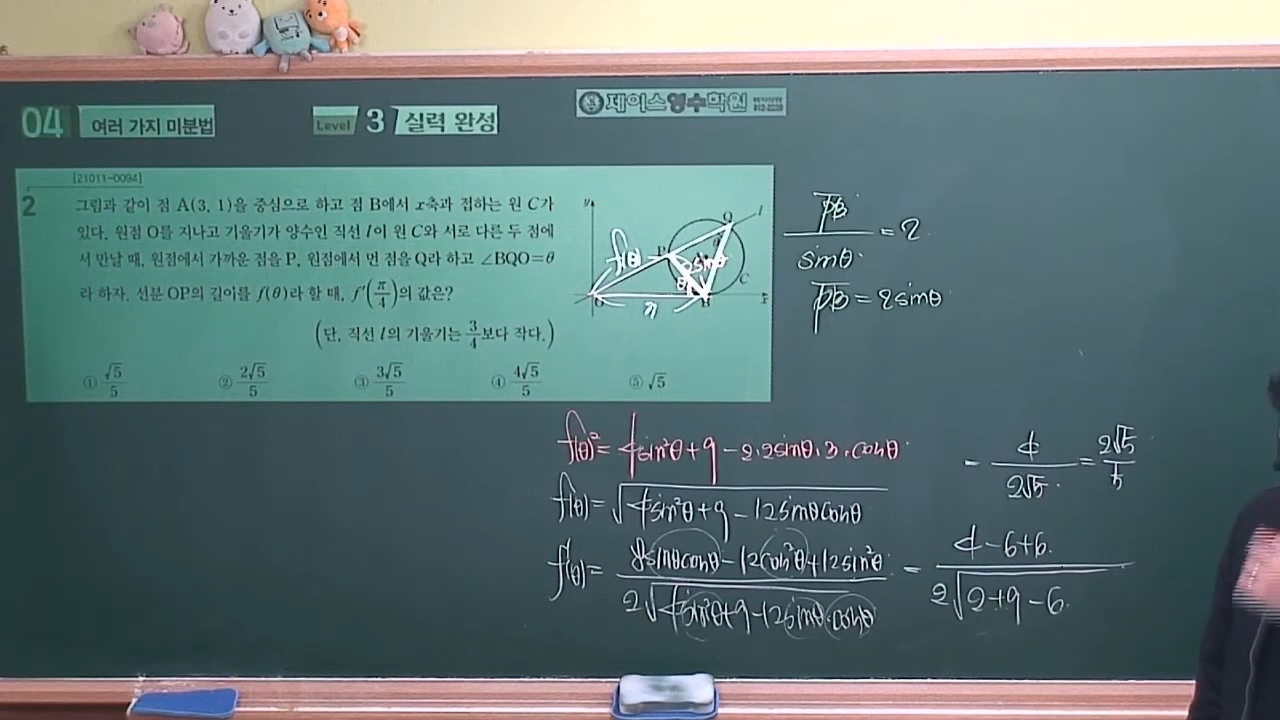 04 여러 가지 미분법 Level 3 실력 완성
제이스영수학원
[21011-0094]
2 그림과 같이 점 A(3, 1)을 중심으로 하고 점 B에서 x축과 접하는 원 C가
있다. 원점 O를 지나고 기울기가 양수인 직선 l이 원 C와 서로 다른 두 점에
서 만날 때, 원점에서 가까운 점을 P, 원점에서 먼 점을 Q라 하고 ∠BQO=θ
라 하자. 선분 OP의 길이를 f(θ)라 할 때, f'(π/4)의 값은?
(단, 직선 l의 기울기는 3/4보다 작다.)
① √5/5 ② 2√5/5 ③ 3√5/5 ④ 4√5/5 ⑤ √5
y Q l
f(θ) P 2sinθ
θ C
O 3 B x
PB/sinθ = 2
PB = 2sinθ
f(θ)² = 4sin²θ+9-2·2sinθ·3·cosθ
f(θ) = √(4sin²θ+9-12sinθcosθ)
f'(θ) = (8sinθcosθ-12cos²θ+12sin²θ)/(2√(4sin²θ+9-12sinθ·cosθ)) = (4-6+6)/(2√(2+9-6))
= 4/(2√5) = 2√5/5